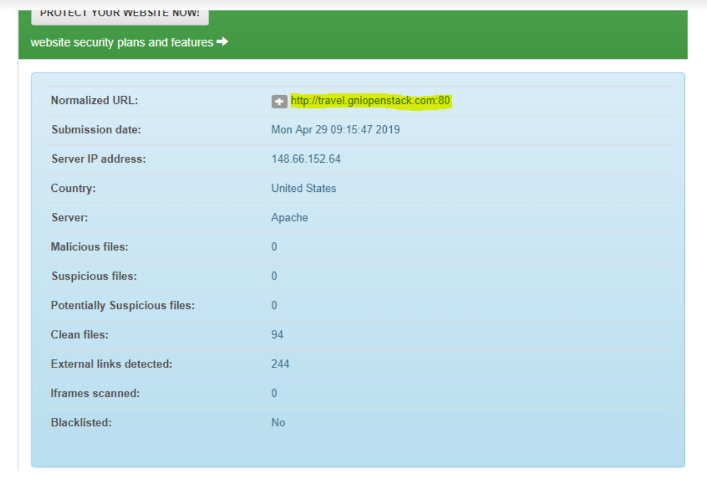 PROTECT YOUR WEBSITE NOW!
website security plans and features ➡
Normalized URL: http://travel.gniopenstack.com:80
Submission date: Mon Apr 29 09:15:47 2019
Server IP address: 148.66.152.64
Country: United States
Server: Apache
Malicious files: 0
Suspicious files: 0
Potentially Suspicious files: 0
Clean files: 94
External links detected: 244
Iframes scanned: 0
Blacklisted: No